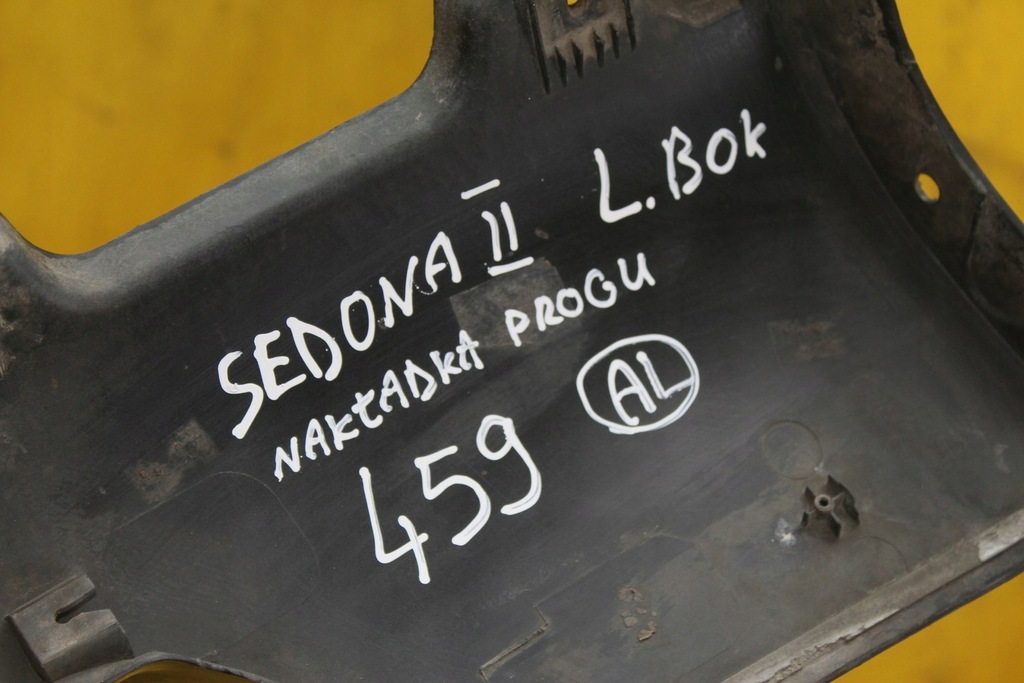 SEDONA II L.BOK
NAKŁADKA PROGU
459 AL